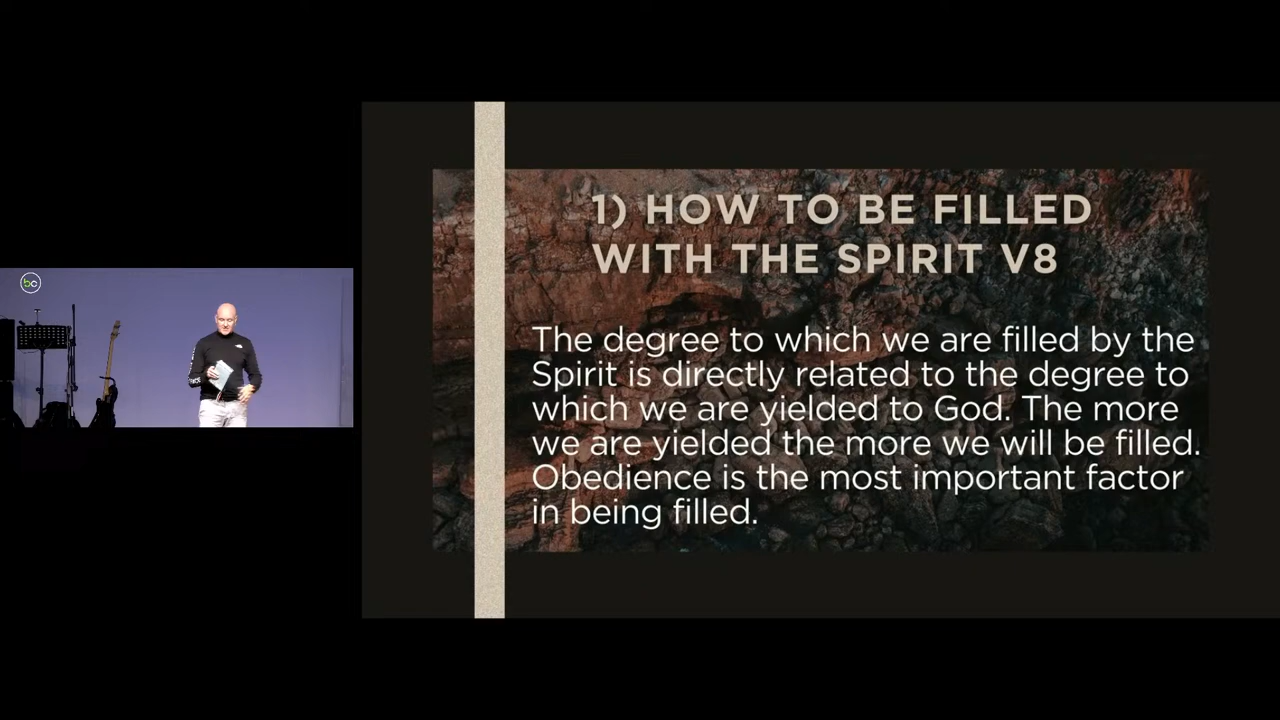 bc
1) HOW TO BE FILLED
WITH THE SPIRIT V8
The degree to which we are filled by the
Spirit is directly related to the degree to
which we are yielded to God. The more
we are yielded the more we will be filled.
Obedience is the most important factor
in being filled.